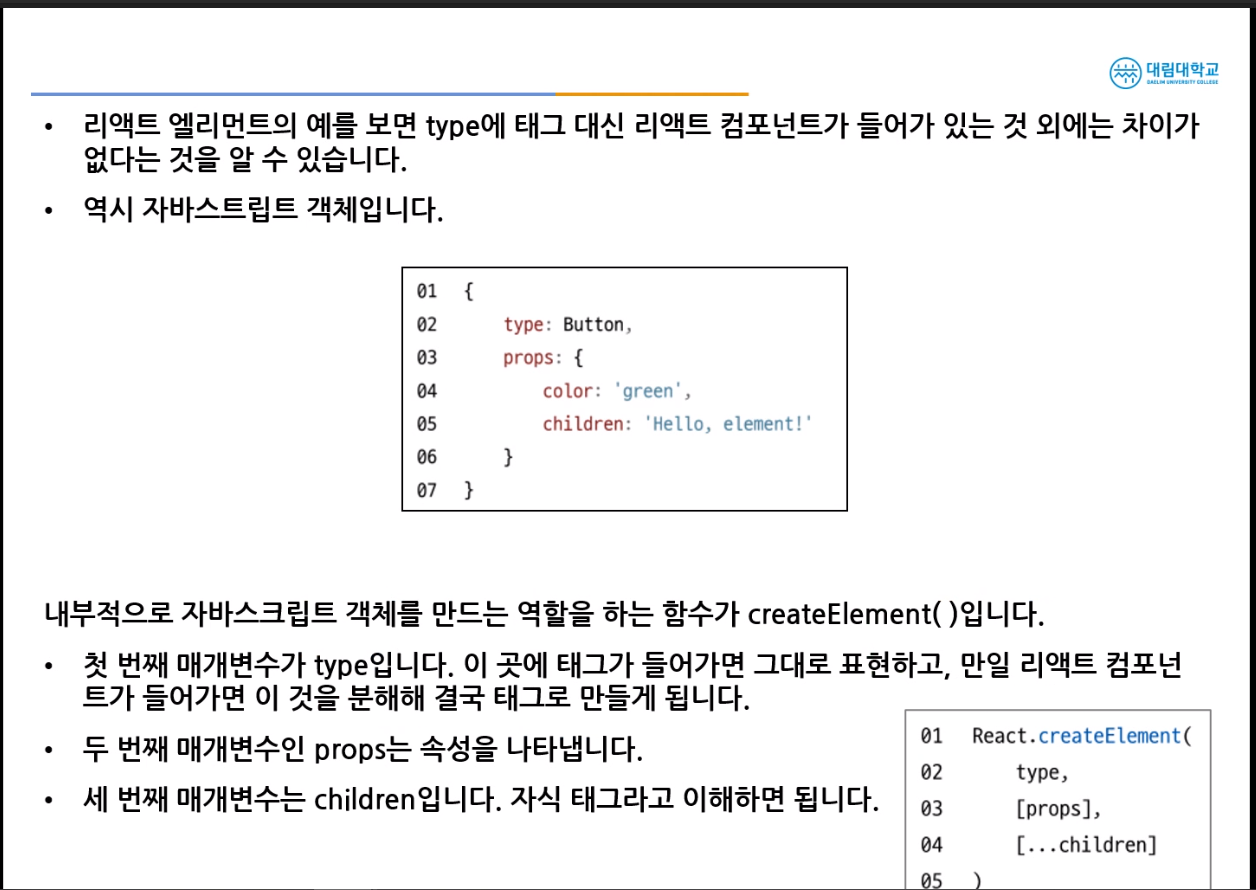 대림대학교
DAELIM UNIVERSITY COLLEGE
• 리액트 엘리먼트의 예를 보면 type에 태그 대신 리액트 컴포넌트가 들어가 있는 것 외에는 차이가
없다는 것을 알 수 있습니다.
• 역시 자바스트립트 객체입니다.
01 {
02 type: Button,
03 props: {
04 color: 'green',
05 children: 'Hello, element!'
06 }
07 }
내부적으로 자바스크립트 객체를 만드는 역할을 하는 함수가 createElement( )입니다.
• 첫 번째 매개변수가 type입니다. 이 곳에 태그가 들어가면 그대로 표현하고, 만일 리액트 컴포넌
트가 들어가면 이 것을 분해해 결국 태그로 만들게 됩니다.
• 두 번째 매개변수인 props는 속성을 나타냅니다.
• 세 번째 매개변수는 children입니다. 자식 태그라고 이해하면 됩니다.
01 React.createElement(
02 type,
03 [props],
04 [...children]
05 )